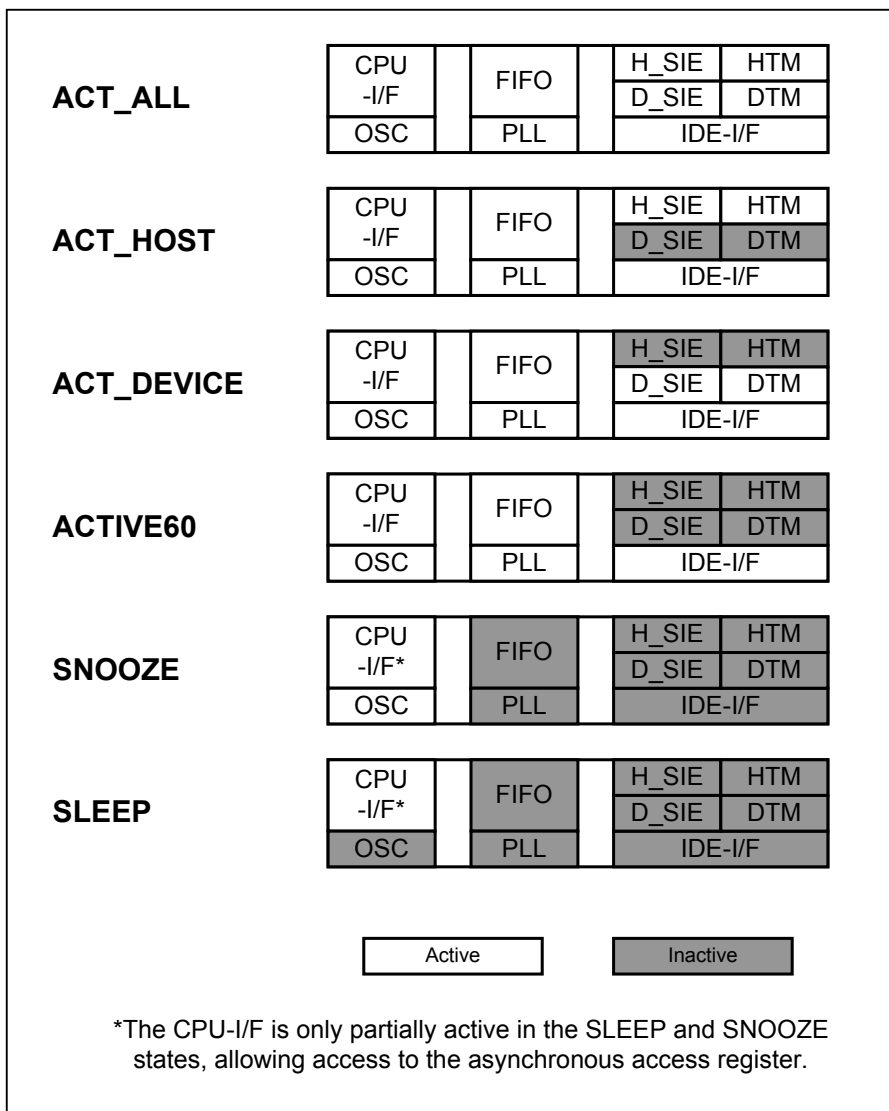 ACT_ALL
CPU
-I/F
OSC
FIFO
PLL
H_SIE HTM
D_SIE DTM
IDE-I/F
ACT_HOST
CPU
-I/F
OSC
FIFO
PLL
H_SIE HTM
D_SIE DTM
IDE-I/F
ACT_DEVICE
CPU
-I/F
OSC
FIFO
PLL
H_SIE HTM
D_SIE DTM
IDE-I/F
ACTIVE60
CPU
-I/F
OSC
FIFO
PLL
H_SIE HTM
D_SIE DTM
IDE-I/F
SNOOZE
CPU
-I/F*
OSC
FIFO
PLL
H_SIE HTM
D_SIE DTM
IDE-I/F
SLEEP
CPU
-I/F*
OSC
FIFO
PLL
H_SIE HTM
D_SIE DTM
IDE-I/F
Active
Inactive
*The CPU-I/F is only partially active in the SLEEP and SNOOZE
states, allowing access to the asynchronous access register.